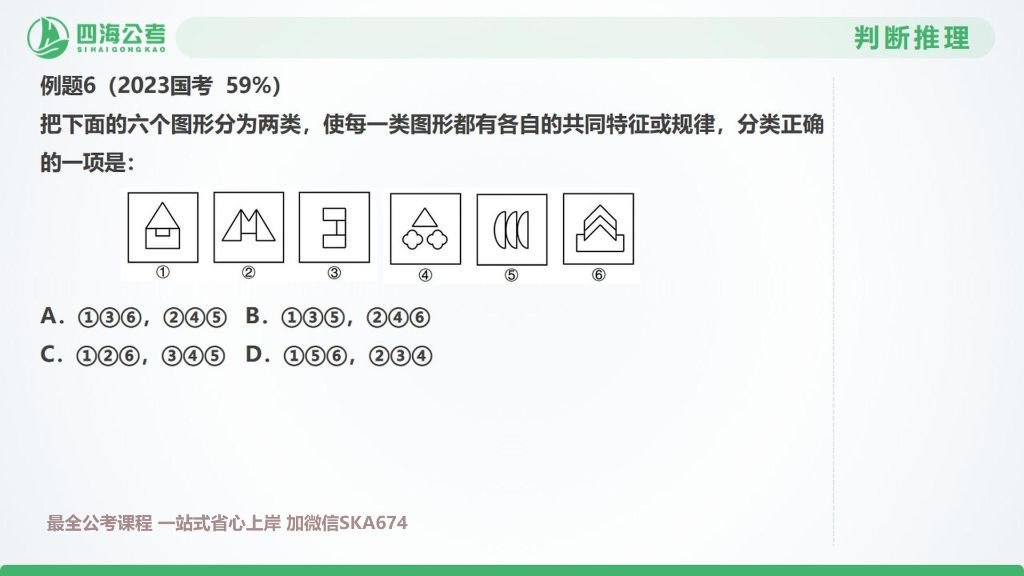 四海公考
SIHAIGONGKAO
判断推理
例题6（2023国考 59%）
把下面的六个图形分为两类，使每一类图形都有各自的共同特征或规律，分类正确
的一项是：
① ② ③ ④ ⑤ ⑥
A．①③⑥，②④⑤ B．①③⑤，②④⑥
C．①②⑥，③④⑤ D．①⑤⑥，②③④
最全公考课程 一站式省心上岸 加微信SKA674